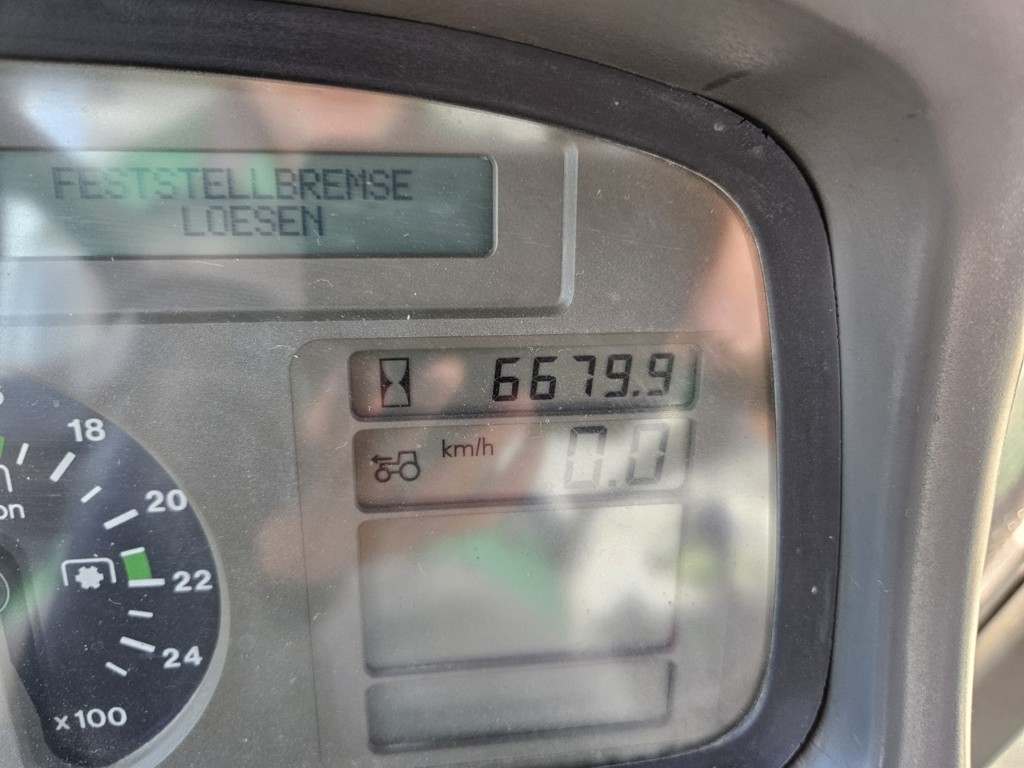 FESTSTELLBREMSE
LOESEN
6679.9
km/h
0.0
18
20
22
24
x100